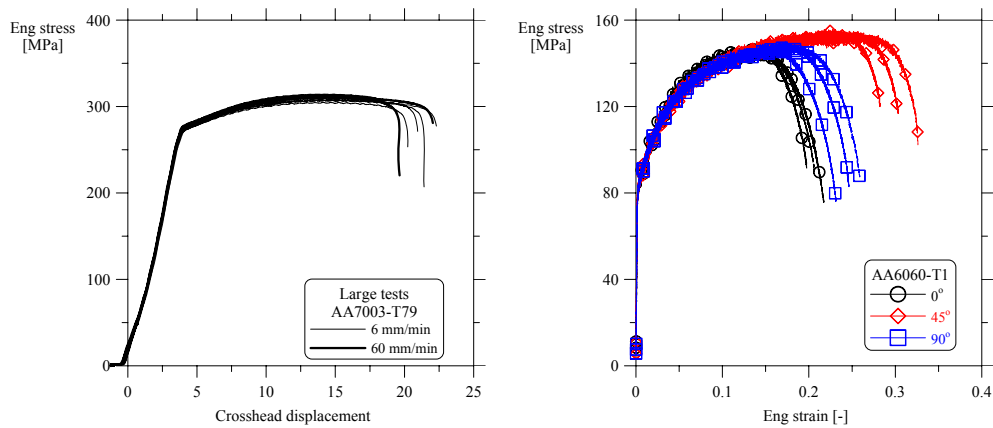 Eng stress
[MPa]
400
300
200
100
0
0
5
10
15
20
25
Crosshead displacement
Large tests
AA7003-T79
6 mm/min
60 mm/min
Eng stress
[MPa]
160
120
80
40
0
0
0.1
0.2
0.3
0.4
Eng strain [-]
AA6060-T1
0°
45°
90°